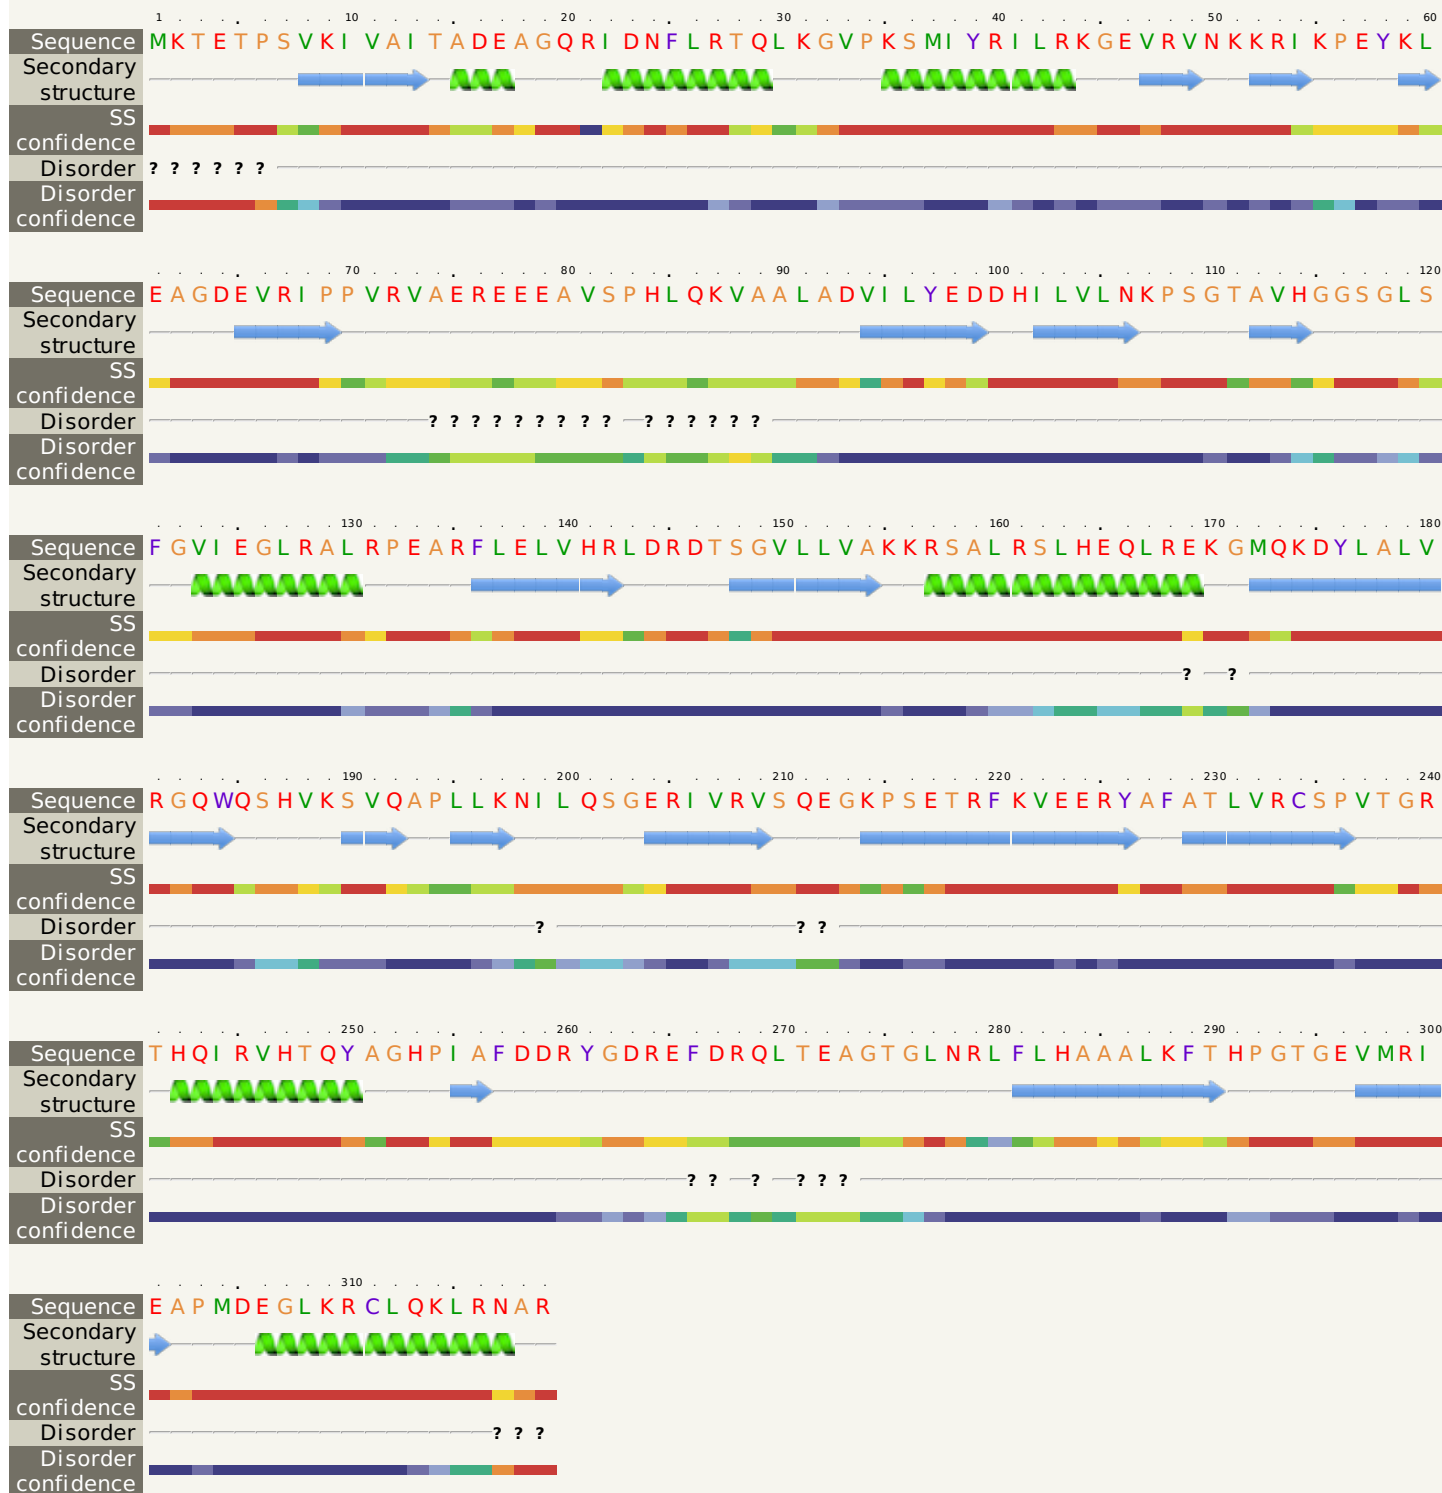 1 . . . . . . . . 10 . . . . . . . . . 20 . . . . . . . . . 30 . . . . . . . . . 40 . . . . . . . . . 50 . . . . . . . . . 60
Sequence MKTETPSVKIVAITADEAGQRIDNFLRTQLKGVPKSMIYRILRKGEVRVNKKRIKPEYKL
Secondary
structure
SS
confidence
Disorder ? ? ? ? ? ?
Disorder
confidence
. . . . . . . . . 70 . . . . . . . . . 80 . . . . . . . . . 90 . . . . . . . . . 100 . . . . . . . . . 110 . . . . . . . . . 120
Sequence EAGDEVRIPPVRVAEREEEAVSPHLQKVAALADVILYEDDHILVLNKPSGTAVHGGSGLS
Secondary
structure
SS
confidence
Disorder ? ? ? ? ? ? ? ? ? ? ? ? ? ? ?
Disorder
confidence
. . . . . . . . . 130 . . . . . . . . . 140 . . . . . . . . . 150 . . . . . . . . . 160 . . . . . . . . . 170 . . . . . . . . . 180
Sequence FGVIEGLRALRPEARFLELVHRLDRDTSGVLLVAKKRSALRSLHEQLREKGMQKDYLALV
Secondary
structure
SS
confidence
Disorder ? ?
Disorder
confidence
. . . . . . . . . 190 . . . . . . . . . 200 . . . . . . . . . 210 . . . . . . . . . 220 . . . . . . . . . 230 . . . . . . . . . 240
Sequence RGQWQSHVKSVQAPLLKNILQSGERIVRVSQEGKPSETRFKVEERYAFATLVRCSPVTGR
Secondary
structure
SS
confidence
Disorder ? ? ?
Disorder
confidence
. . . . . . . . . 250 . . . . . . . . . 260 . . . . . . . . . 270 . . . . . . . . . 280 . . . . . . . . . 290 . . . . . . . . . 300
Sequence THQIRVHTQYAGHPIAFDDRYGDREFDRQLTEAGTGLNRLFLHAAALKFTHPGTGEVMRI
Secondary
structure
SS
confidence
Disorder ? ? ? ? ? ?
Disorder
confidence
. . . . . . . . . 310 . . . . . . . . .
Sequence EAPMDEGLKRCLQKLRNAR
Secondary
structure
SS
confidence
Disorder ? ? ?
Disorder
confidence